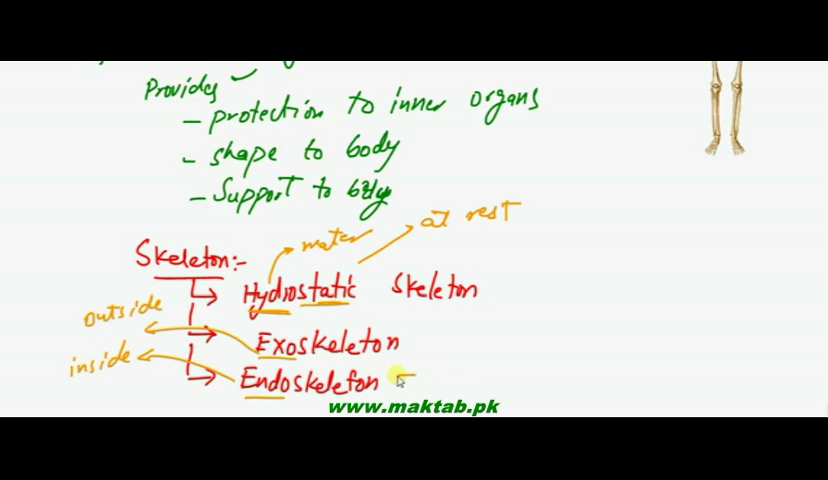 Provides
- protection to inner organs
- shape to body
- Support to body
at rest
water
Skeleton:-
Hydrostatic Skeleton
outside
Exoskeleton
inside
Endoskeleton
www.maktab.pk